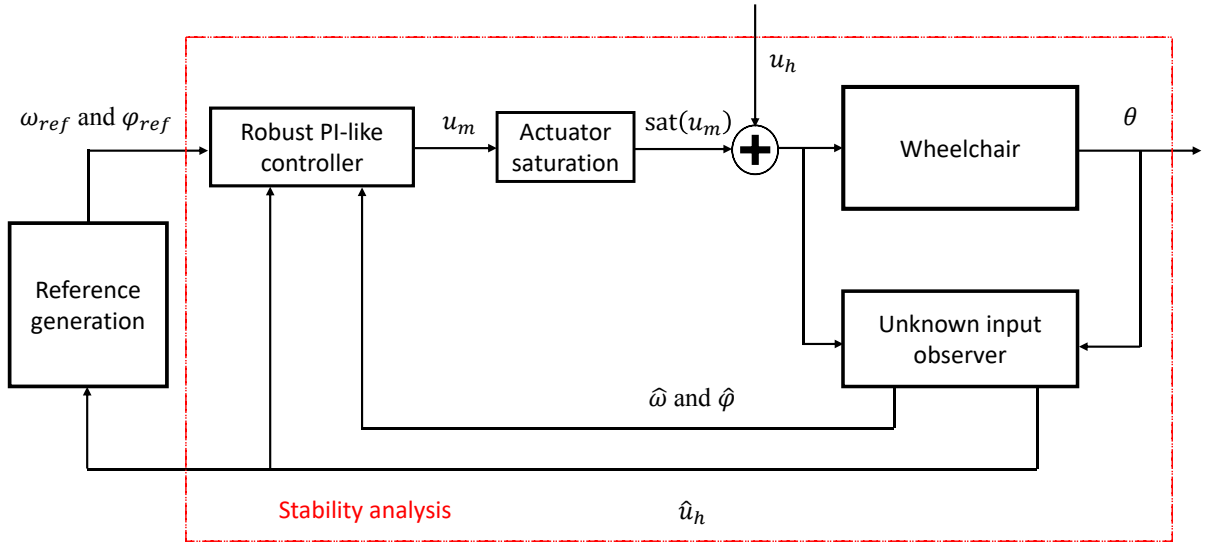 u_h
ω_ref and φ_ref
Robust PI-like
controller
u_m
Actuator
saturation
sat(u_m)
+
Wheelchair
θ
Reference
generation
Unknown input
observer
ω̂ and φ̂
Stability analysis
û_h